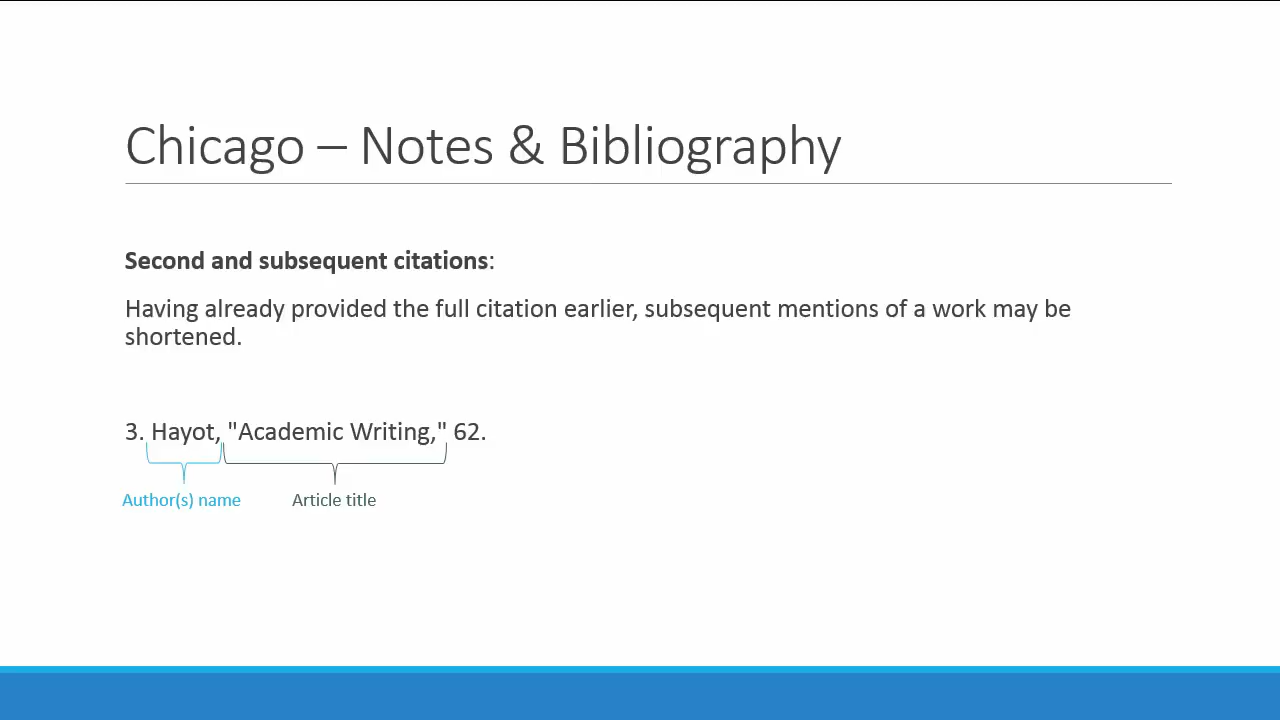 Chicago – Notes & Bibliography
Second and subsequent citations:
Having already provided the full citation earlier, subsequent mentions of a work may be
shortened.
3. Hayot, "Academic Writing," 62.
Author(s) name
Article title